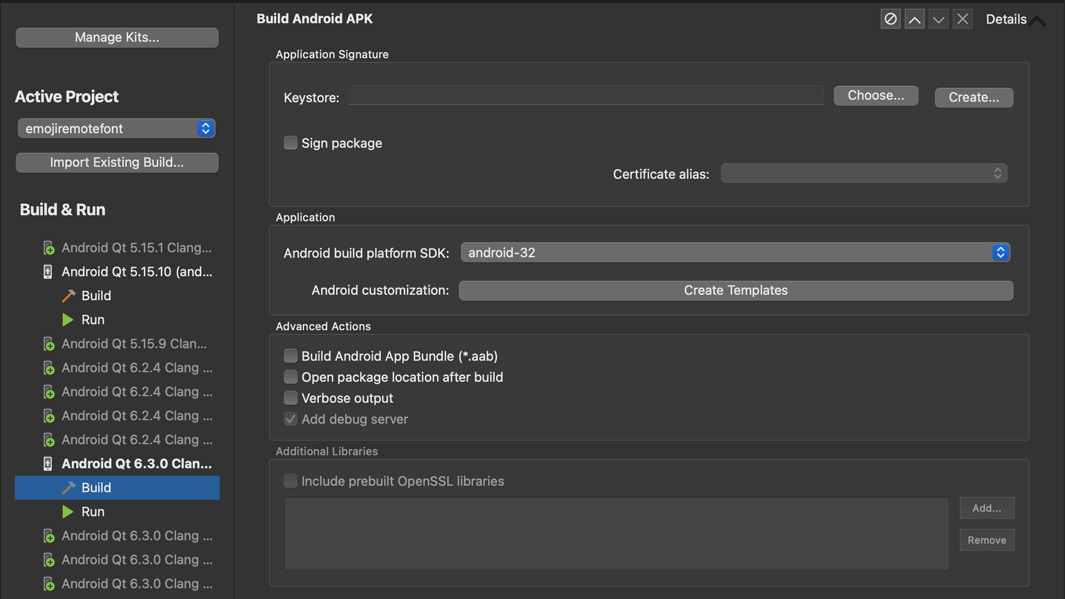 Manage Kits...
Active Project
emojiremotefont
Import Existing Build...
Build & Run
Android Qt 5.15.1 Clang...
Android Qt 5.15.10 (and...
Build
Run
Android Qt 5.15.9 Clan...
Android Qt 6.2.4 Clang ...
Android Qt 6.2.4 Clang ...
Android Qt 6.2.4 Clang ...
Android Qt 6.2.4 Clang ...
Android Qt 6.3.0 Clan...
Build
Run
Android Qt 6.3.0 Clang ...
Android Qt 6.3.0 Clang ...
Android Qt 6.3.0 Clang ...
Build Android APK
Details
Application Signature
Keystore:
Choose...
Create...
Sign package
Certificate alias:
Application
Android build platform SDK:
android-32
Android customization:
Create Templates
Advanced Actions
Build Android App Bundle (*.aab)
Open package location after build
Verbose output
Add debug server
Additional Libraries
Include prebuilt OpenSSL libraries
Add...
Remove